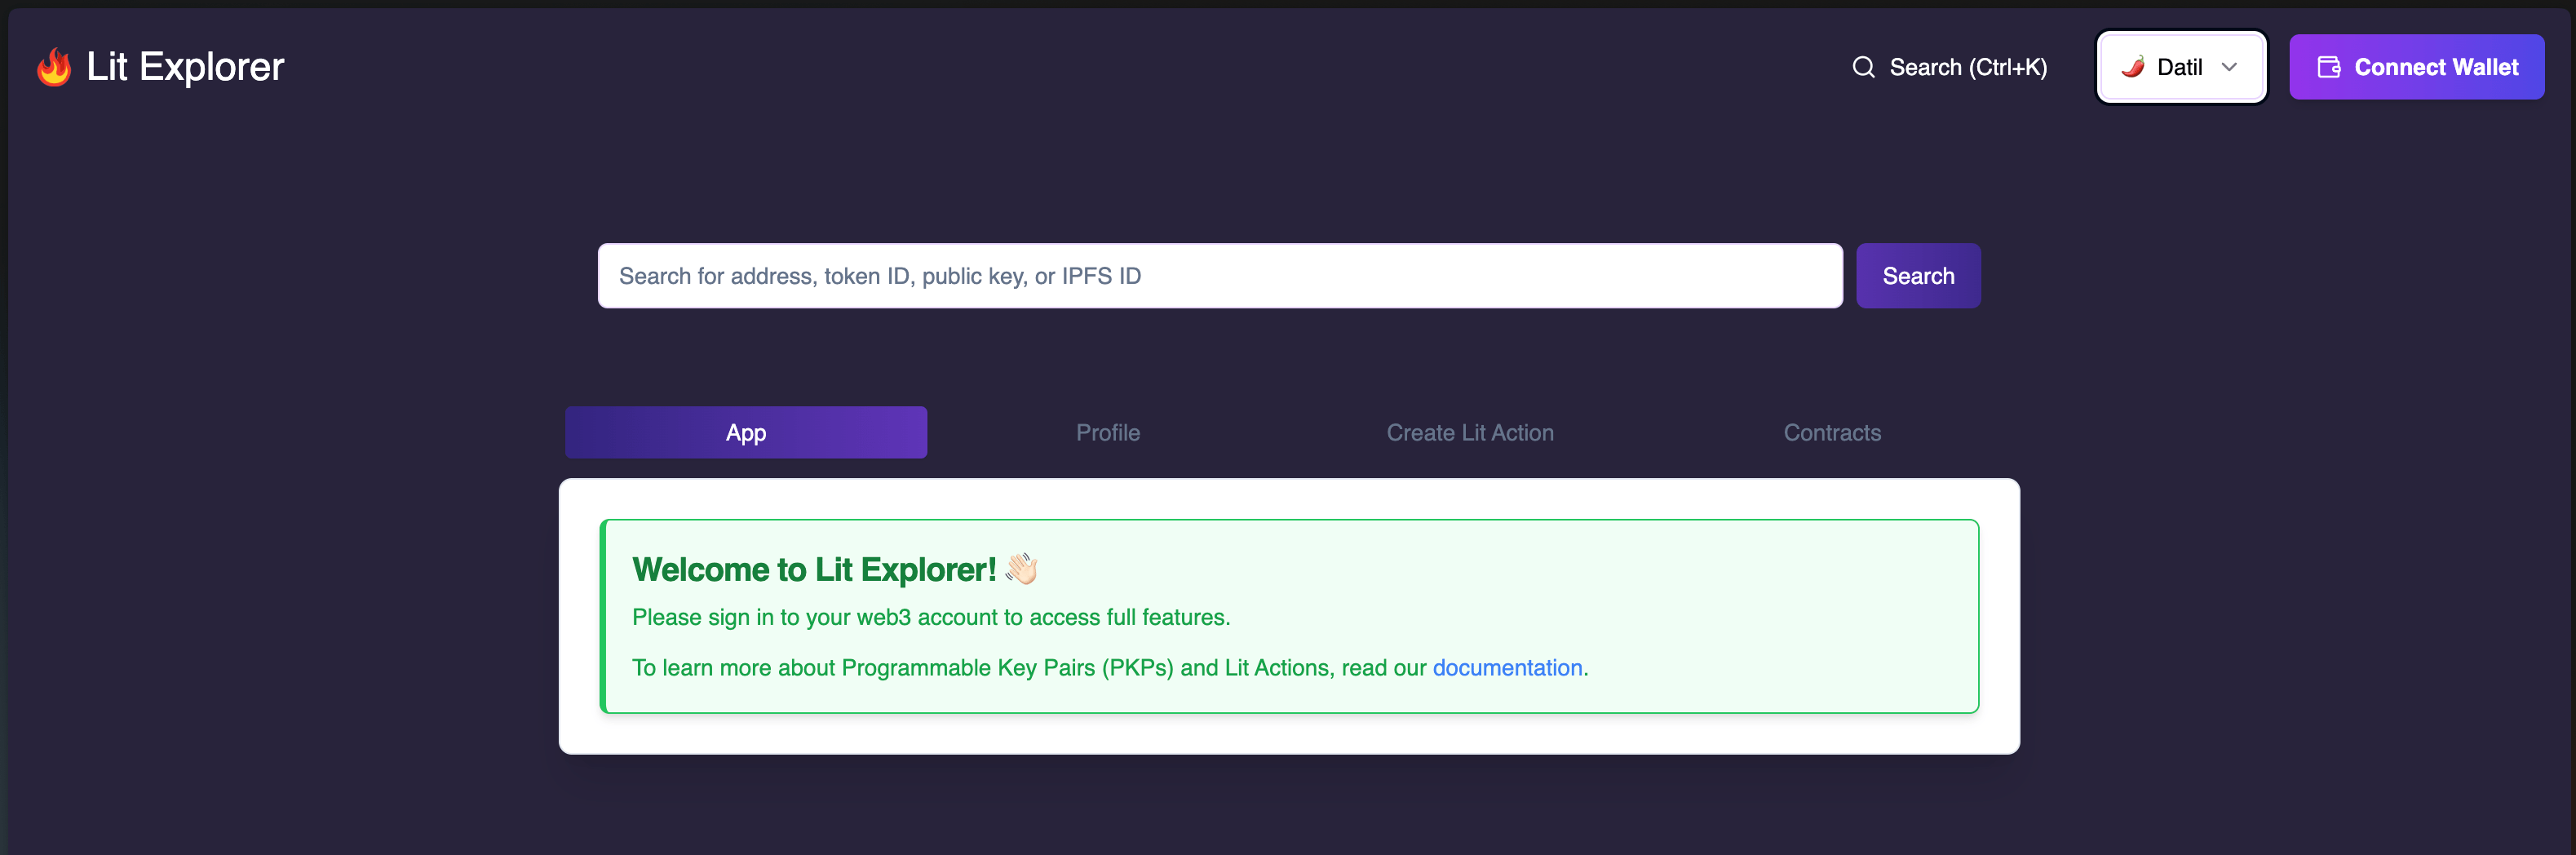 Lit Explorer
Search (Ctrl+K)
Datil
Connect Wallet
Search for address, token ID, public key, or IPFS ID
Search
App
Profile
Create Lit Action
Contracts
Welcome to Lit Explorer! 👋🏻
Please sign in to your web3 account to access full features.
To learn more about Programmable Key Pairs (PKPs) and Lit Actions, read our documentation.